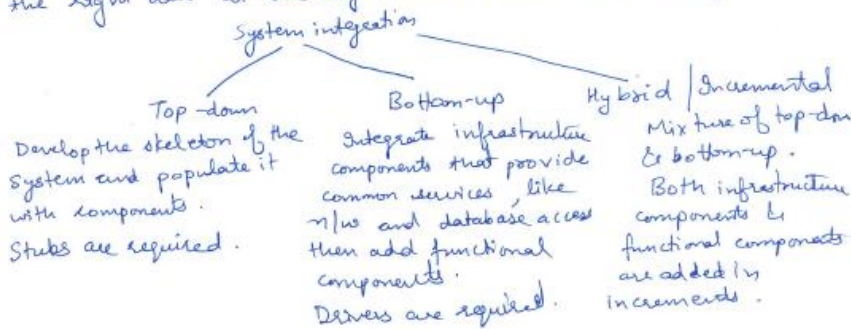 the
System integration
Top-down
Develop the skeleton of the
System and populate it
with components.
Stubs are required.
Bottom-up
Integrate infrastructure
components that provide
common services, like
n/w and database access
then add functional
components.
Drivers are required.
Hybrid / Incremental
Mixture of top-down
& bottom-up.
Both infrastructure
components &
functional components
are added in
increments.